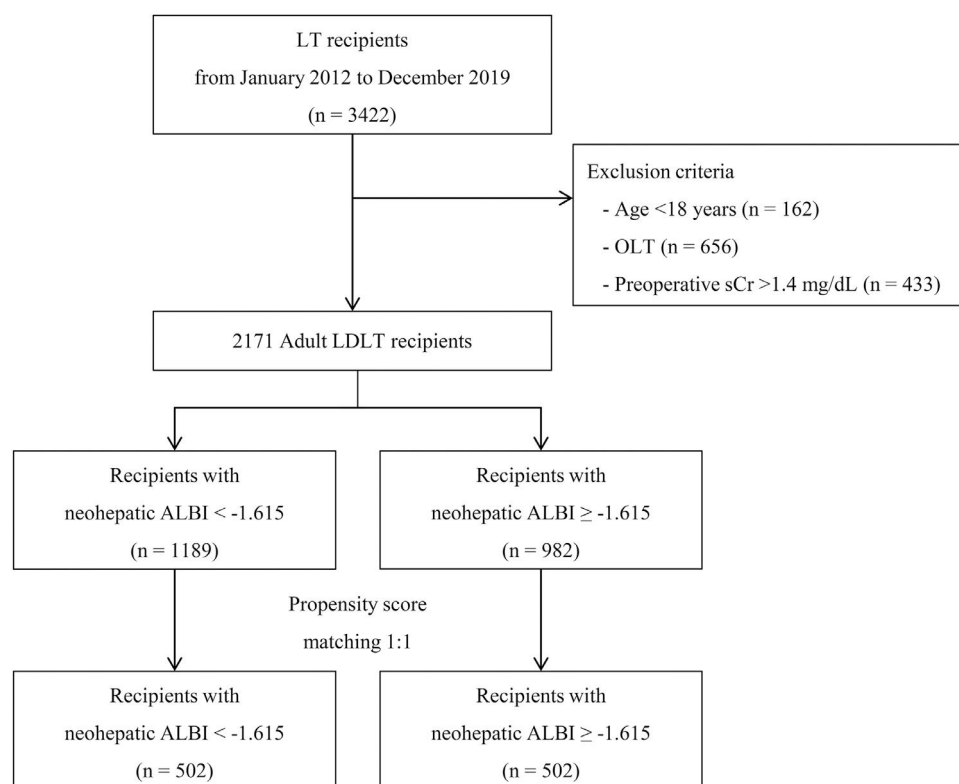 LT recipients
from January 2012 to December 2019
(n = 3422)
Exclusion criteria
- Age <18 years (n = 162)
- OLT (n = 656)
- Preoperative sCr >1.4 mg/dL (n = 433)
2171 Adult LDLT recipients
Recipients with
neohepatic ALBI < -1.615
(n = 1189)
Recipients with
neohepatic ALBI ≥ -1.615
(n = 982)
Propensity score
matching 1:1
Recipients with
neohepatic ALBI < -1.615
(n = 502)
Recipients with
neohepatic ALBI ≥ -1.615
(n = 502)